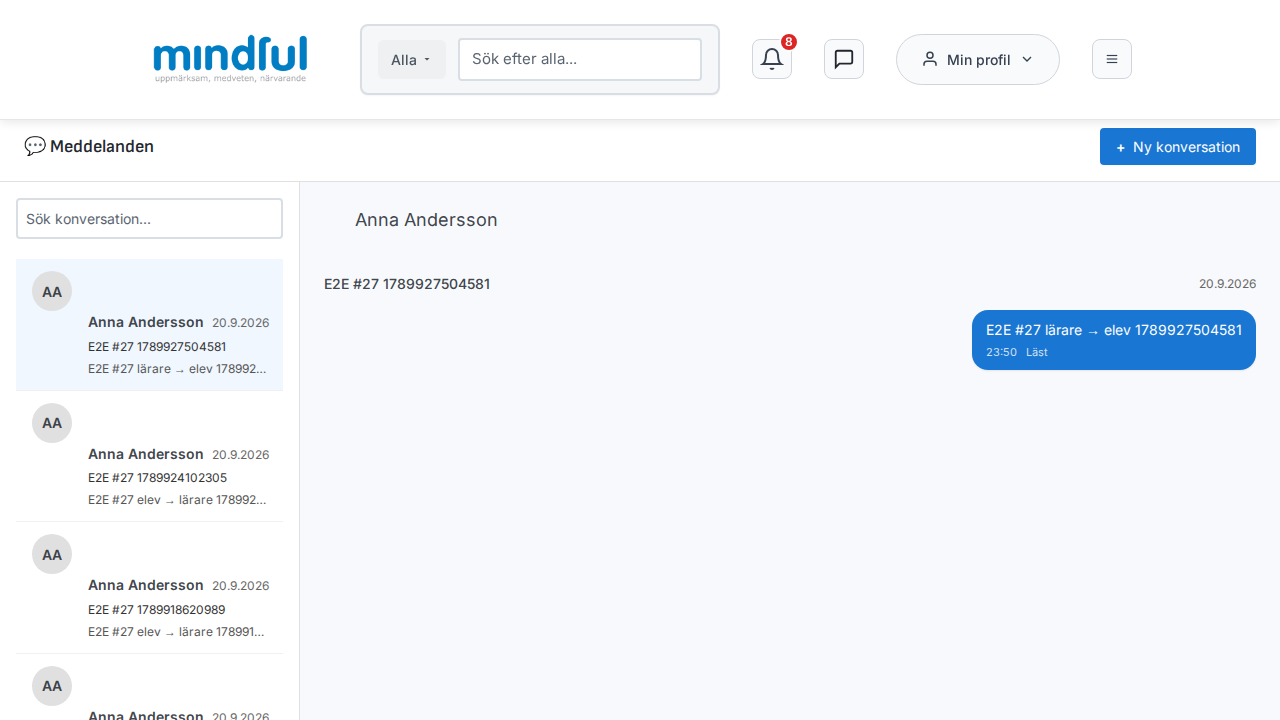 mindful
uppmärksam, medveten, närvarande
Alla
Sök efter alla...
8
Min profil
Meddelanden
+ Ny konversation
Sök konversation...
AA
Anna Andersson 20.9.2026
E2E #27 1789927504581
E2E #27 lärare → elev 178992...
AA
Anna Andersson 20.9.2026
E2E #27 1789924102305
E2E #27 elev → lärare 178992...
AA
Anna Andersson 20.9.2026
E2E #27 1789918620989
E2E #27 elev → lärare 178991...
AA
Anna Andersson 20.9.2026
Anna Andersson
E2E #27 1789927504581
20.9.2026
E2E #27 lärare → elev 1789927504581
23:50 Läst